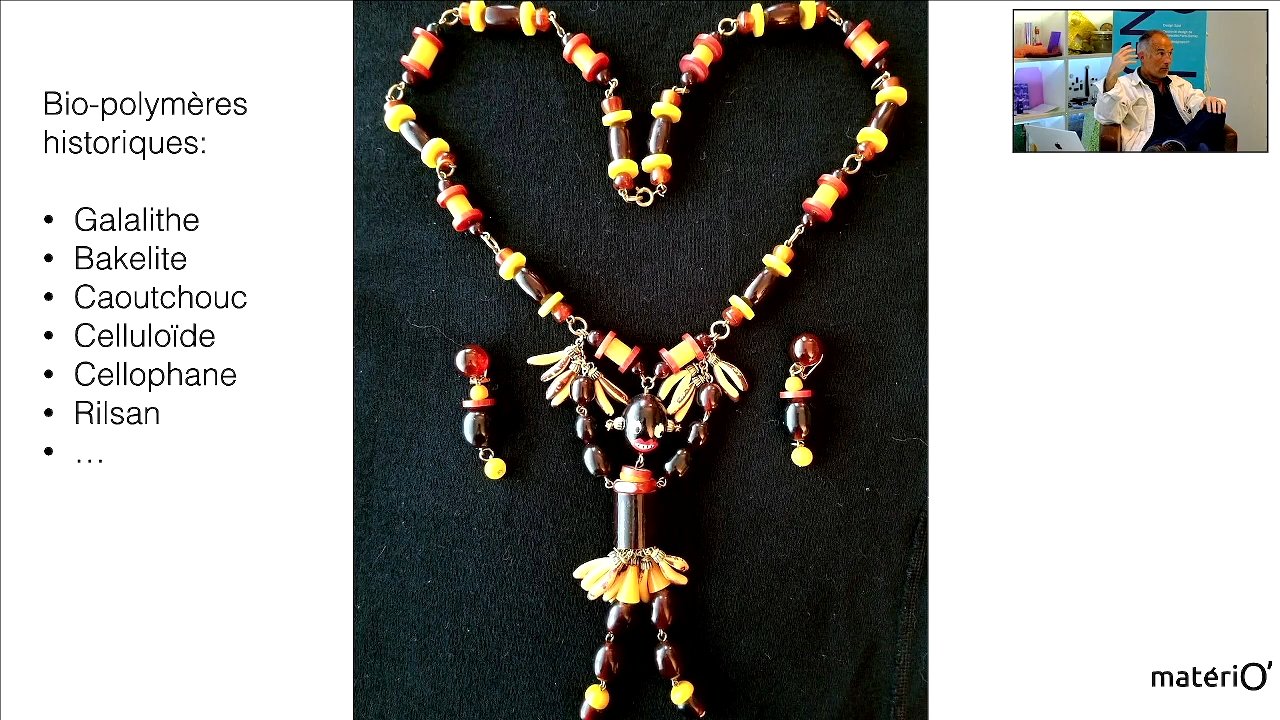 Bio-polymères
historiques:
• Galalithe
• Bakelite
• Caoutchouc
• Celluloïde
• Cellophane
• Rilsan
• …
matériO'